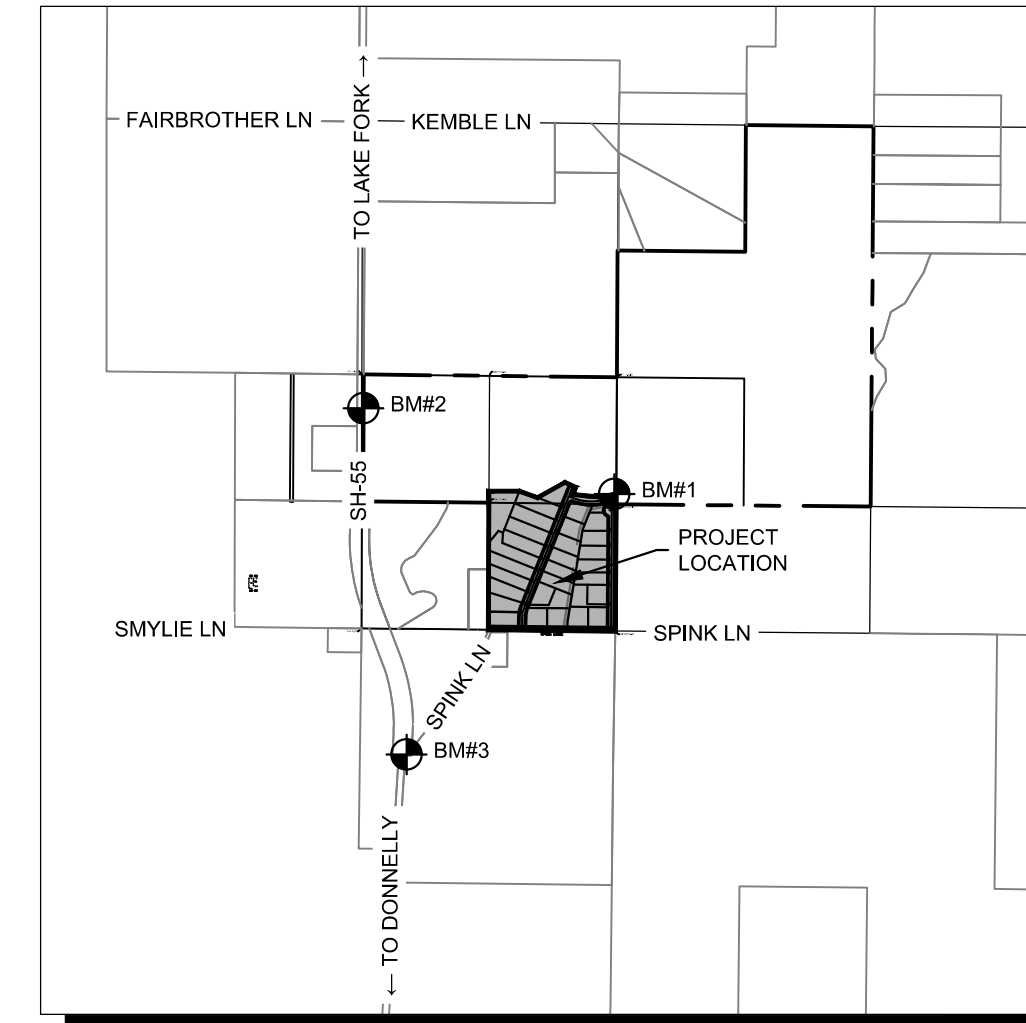 FAIRBROTHER LN
KEMBLE LN
TO LAKE FORK →
BM#2
SH-55
BM#1
PROJECT
LOCATION
SMYLIE LN
SPINK LN
SPINK LN
BM#3
← TO DONNELLY